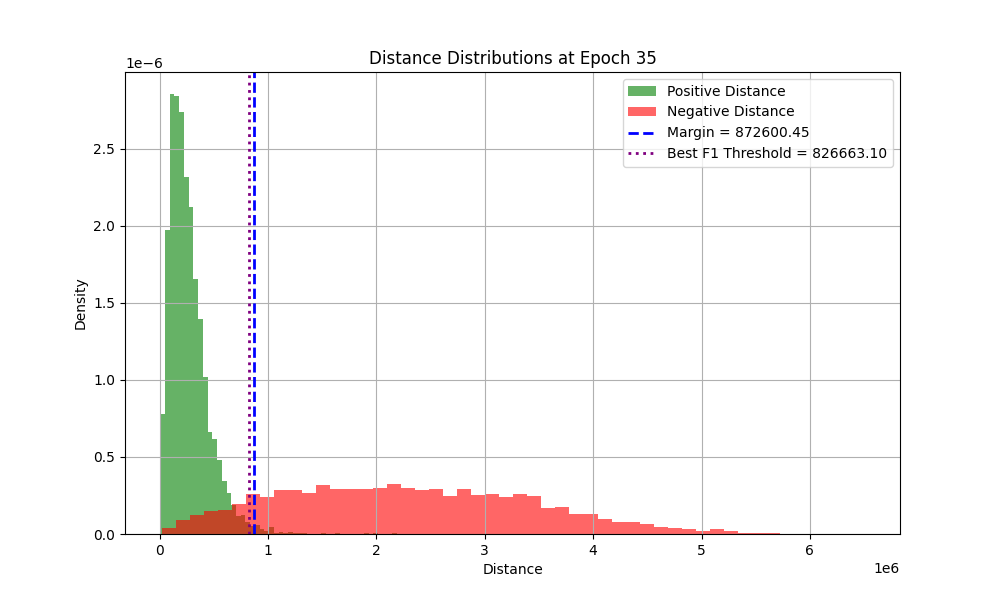 Distance Distributions at Epoch 35
1e−6
Positive Distance
Negative Distance
Margin = 872600.45
Best F1 Threshold = 826663.10
2.5
2.0
1.5
1.0
0.5
0.0
Density
0 1 2 3 4 5 6
1e6
Distance